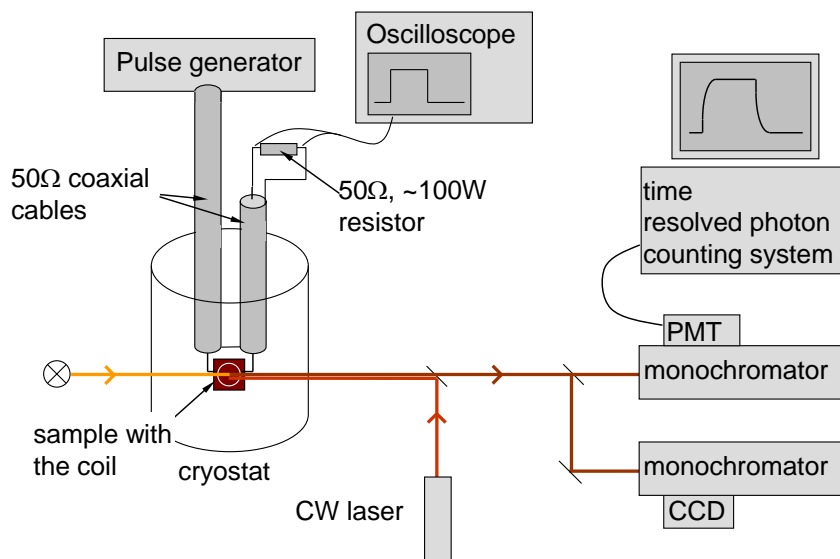 Oscilloscope
Pulse generator
50Ω coaxial
cables
50Ω, ~100W
resistor
time
resolved photon
counting system
PMT
monochromator
sample with
the coil
cryostat
monochromator
CW laser
CCD